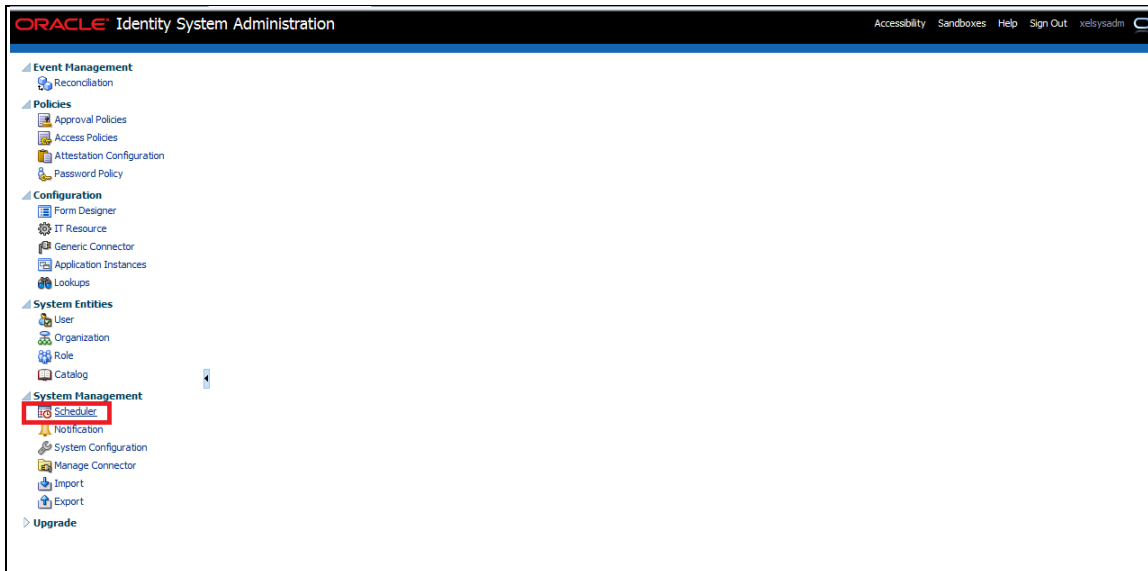 ORACLE Identity System Administration
Accessibility Sandboxes Help Sign Out xelsysadm
Event Management
Reconciliation
Policies
Approval Policies
Access Policies
Attestation Configuration
Password Policy
Configuration
Form Designer
IT Resource
Generic Connector
Application Instances
Lookups
System Entities
User
Organization
Role
Catalog
System Management
Scheduler
Notification
System Configuration
Manage Connector
Import
Export
Upgrade